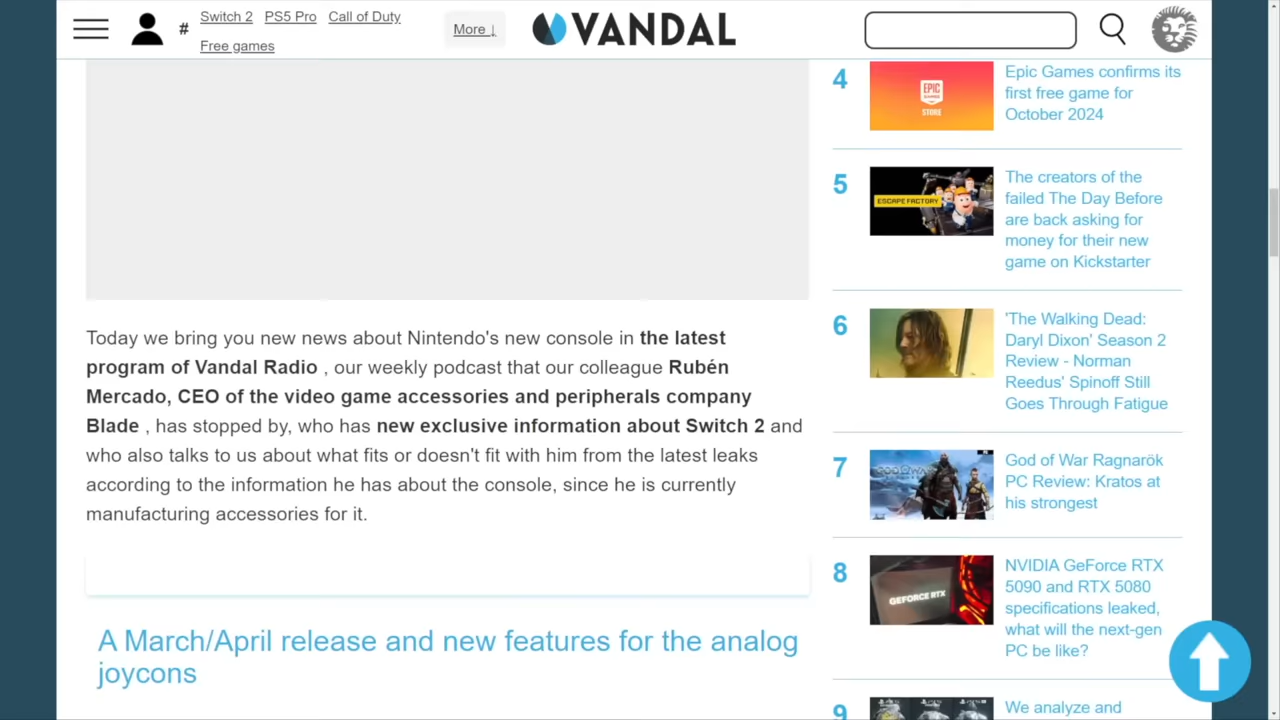 #
Switch 2 PS5 Pro Call of Duty
Free games
More ↓
VANDAL
Today we bring you new news about Nintendo's new console in the latest
program of Vandal Radio , our weekly podcast that our colleague Rubén
Mercado, CEO of the video game accessories and peripherals company
Blade , has stopped by, who has new exclusive information about Switch 2 and
who also talks to us about what fits or doesn't fit with him from the latest leaks
according to the information he has about the console, since he is currently
manufacturing accessories for it.
A March/April release and new features for the analog
joycons
4
EPIC
GAMES
STORE
Epic Games confirms its
first free game for
October 2024
5
ESCAPE FACTORY
The creators of the
failed The Day Before
are back asking for
money for their new
game on Kickstarter
6
'The Walking Dead:
Daryl Dixon' Season 2
Review - Norman
Reedus' Spinoff Still
Goes Through Fatigue
7
God of War Ragnarök
PC Review: Kratos at
his strongest
8
GEFORCE RTX
NVIDIA GeForce RTX
5090 and RTX 5080
specifications leaked,
what will the next-gen
PC be like?
9
We analyze and